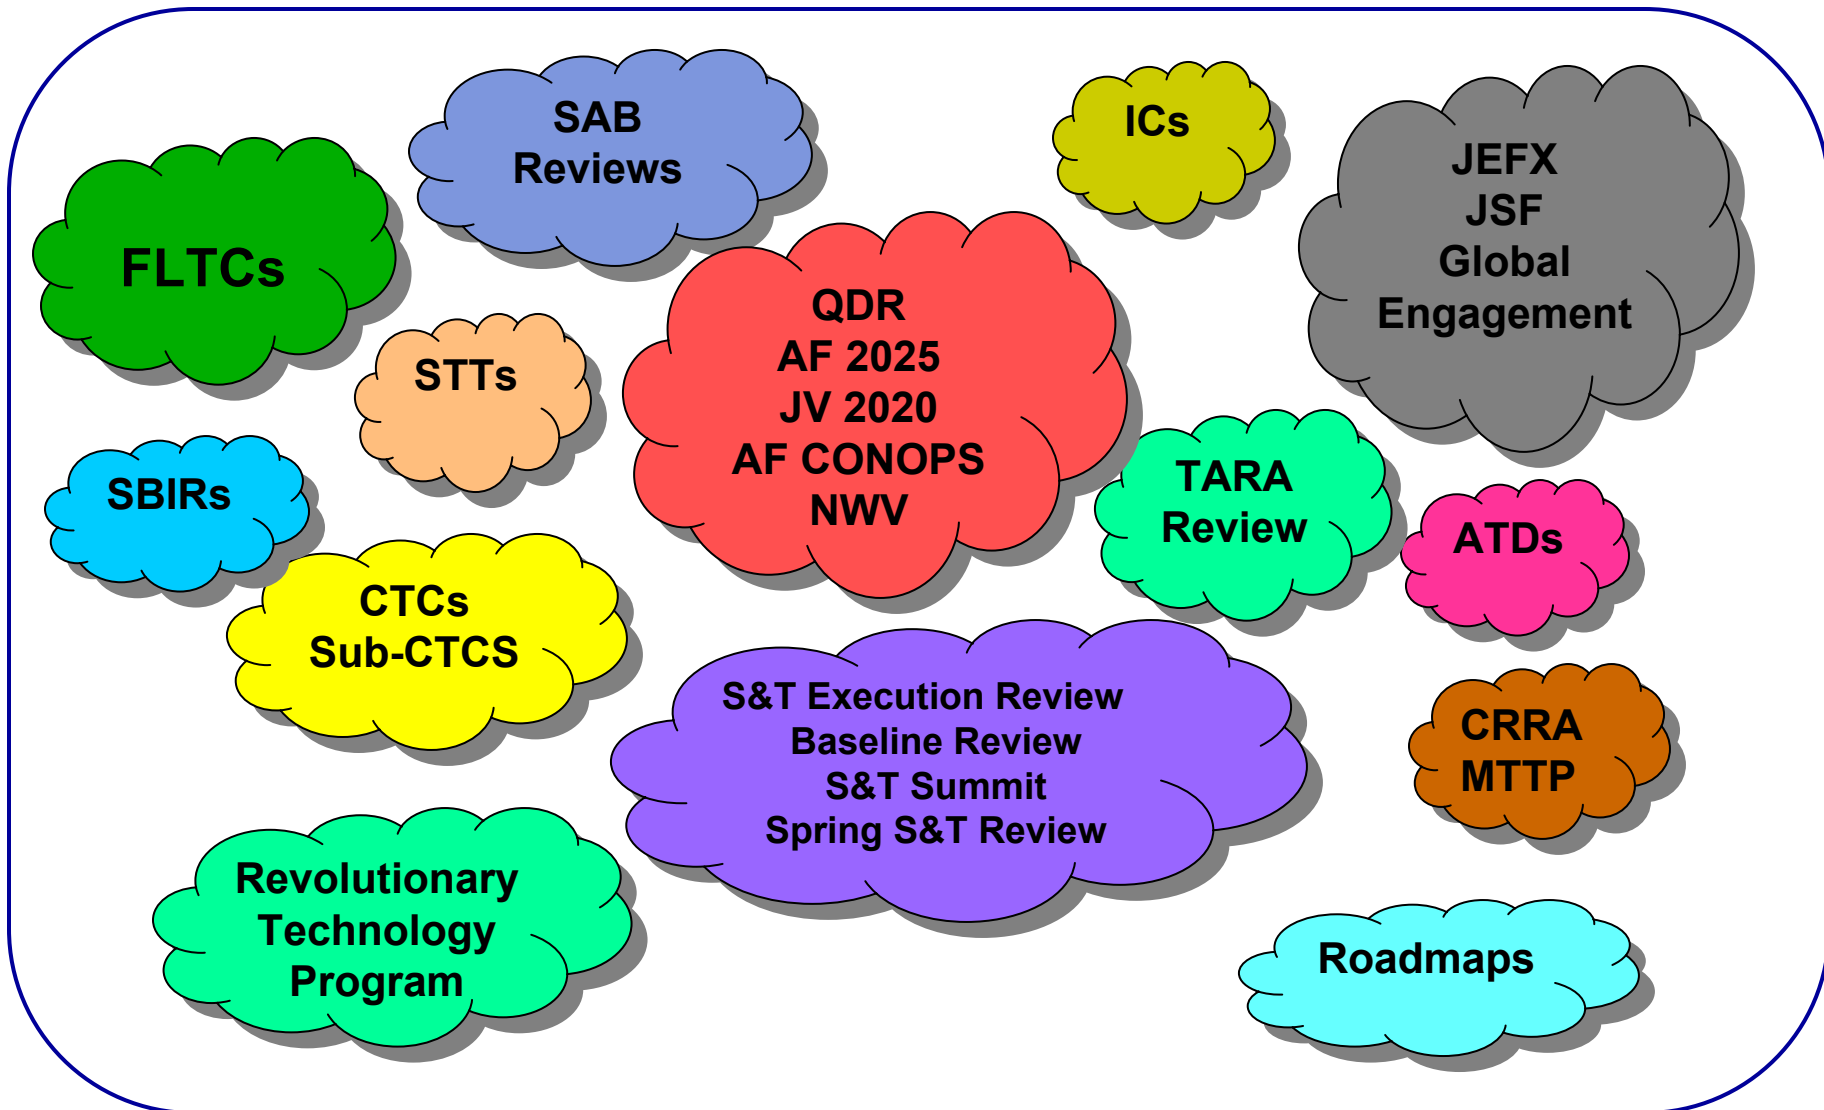 SAB
Reviews
ICs
JEFX
JSF
Global
Engagement
FLTCs
QDR
AF 2025
JV 2020
AF CONOPS
NWV
STTs
SBIRs
TARA
Review
ATDs
CTCs
Sub-CTCS
S&T Execution Review
Baseline Review
S&T Summit
Spring S&T Review
CRRA
MTTP
Revolutionary
Technology
Program
Roadmaps